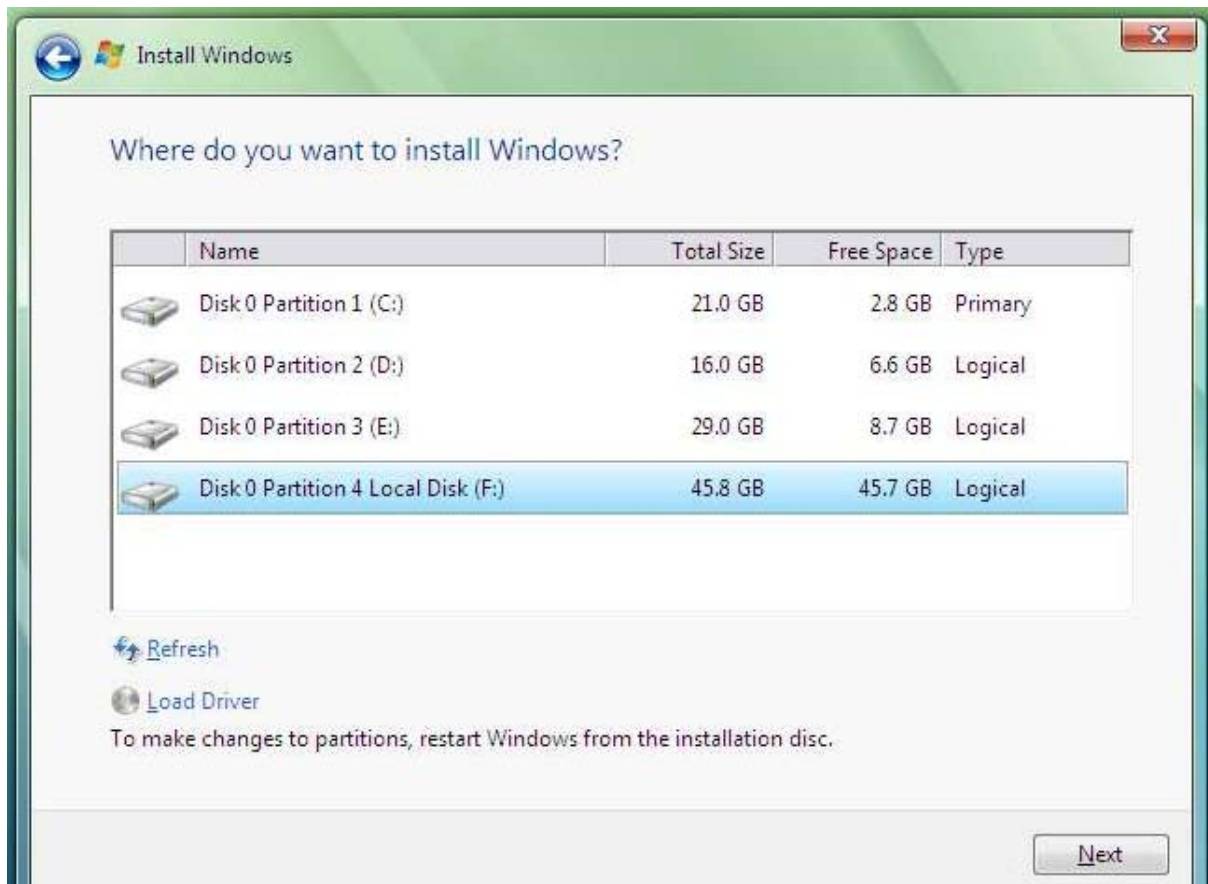 Install Windows
Where do you want to install Windows?
Name Total Size Free Space Type
Disk 0 Partition 1 (C:) 21.0 GB 2.8 GB Primary
Disk 0 Partition 2 (D:) 16.0 GB 6.6 GB Logical
Disk 0 Partition 3 (E:) 29.0 GB 8.7 GB Logical
Disk 0 Partition 4 Local Disk (F:) 45.8 GB 45.7 GB Logical
Refresh
Load Driver
To make changes to partitions, restart Windows from the installation disc.
Next